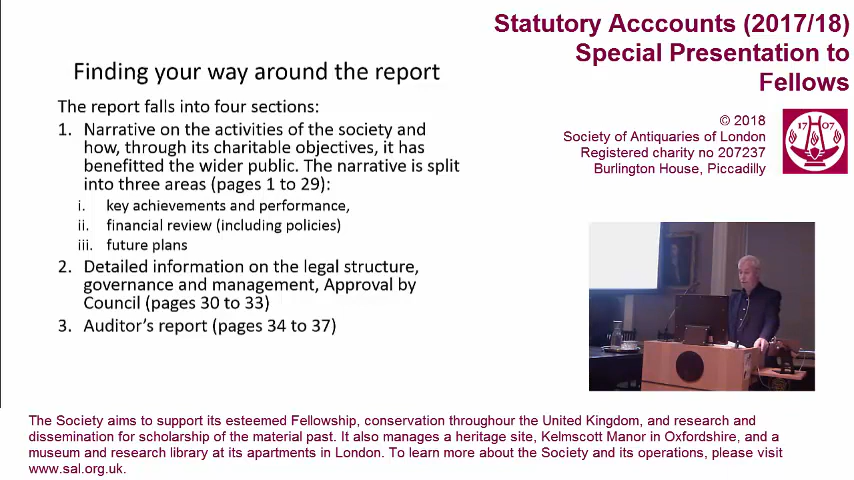 Statutory Acccounts (2017/18)
Special Presentation to
Fellows
© 2018
Society of Antiquaries of London
Registered charity no 207237
Burlington House, Piccadilly
17 07
Finding your way around the report
The report falls into four sections:
1. Narrative on the activities of the society and
how, through its charitable objectives, it has
benefitted the wider public. The narrative is split
into three areas (pages 1 to 29):
i. key achievements and performance,
ii. financial review (including policies)
iii. future plans
2. Detailed information on the legal structure,
governance and management, Approval by
Council (pages 30 to 33)
3. Auditor’s report (pages 34 to 37)
The Society aims to support its esteemed Fellowship, conservation throughour the United Kingdom, and research and
dissemination for scholarship of the material past. It also manages a heritage site, Kelmscott Manor in Oxfordshire, and a
museum and research library at its apartments in London. To learn more about the Society and its operations, please visit
www.sal.org.uk.